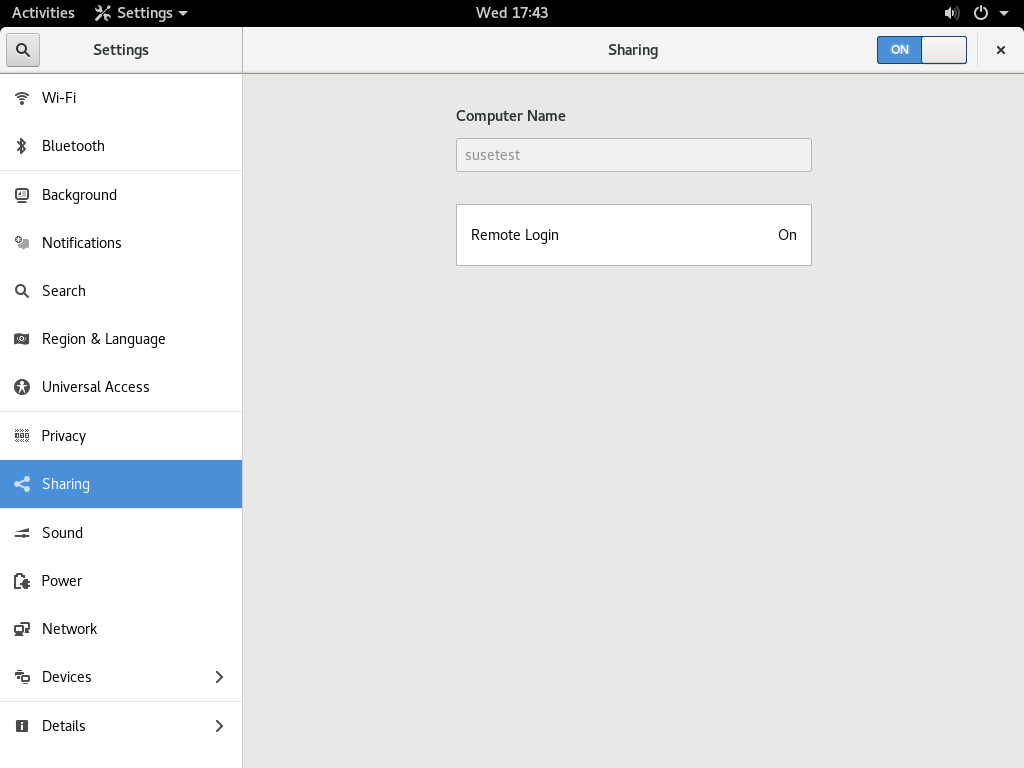 Activities Settings Wed 17:43
Settings Sharing ON
Wi-Fi
Bluetooth
Background
Notifications
Search
Region & Language
Universal Access
Privacy
Sharing
Sound
Power
Network
Devices
Details
Computer Name
susetest
Remote Login On